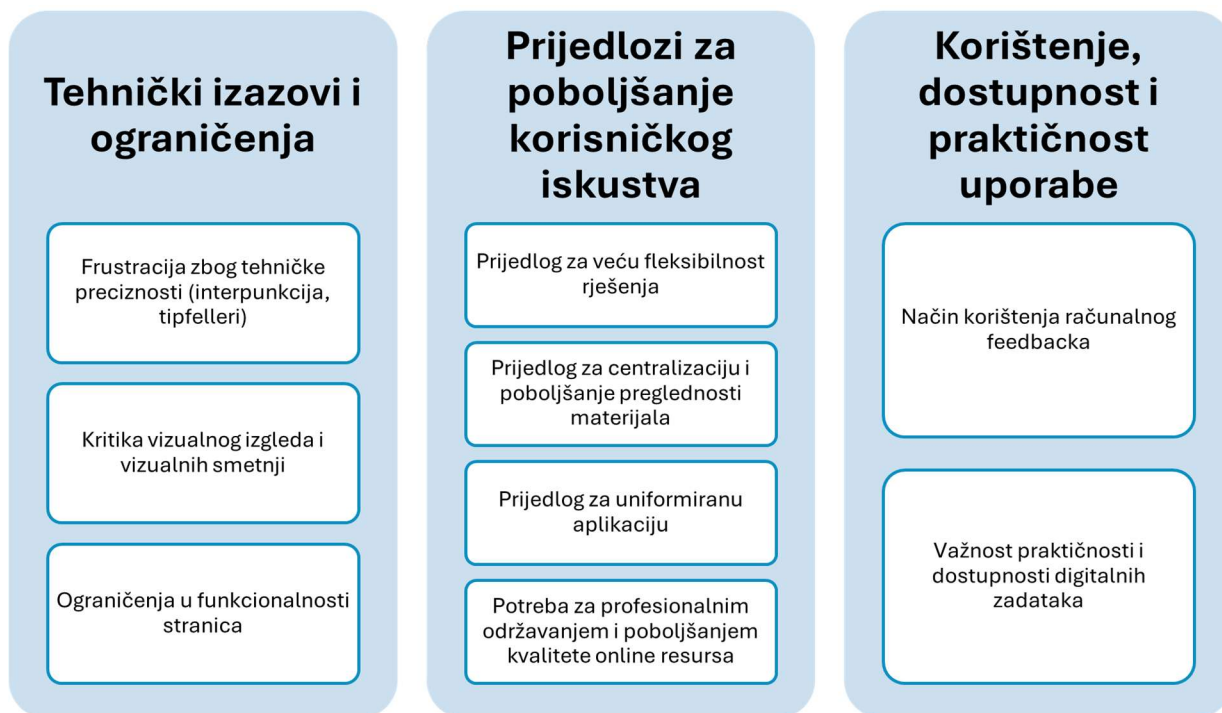 Tehnički izazovi i
ograničenja
Frustracija zbog tehničke
preciznosti (interpunkcija,
tipfelleri)
Kritika vizualnog izgleda i
vizualnih smetnji
Ograničenja u funkcionalnosti
stranica
Prijedlozi za
poboljšanje
korisničkog
iskustva
Prijedlog za veću fleksibilnost
rješenja
Prijedlog za centralizaciju i
poboljšanje preglednosti
materijala
Prijedlog za uniformiranu
aplikaciju
Potreba za profesionalnim
održavanjem i poboljšanjem
kvalitete online resursa
Korištenje,
dostupnost i
praktičnost
uporabe
Način korištenja računalnog
feedbacka
Važnost praktičnosti i
dostupnosti digitalnih
zadataka